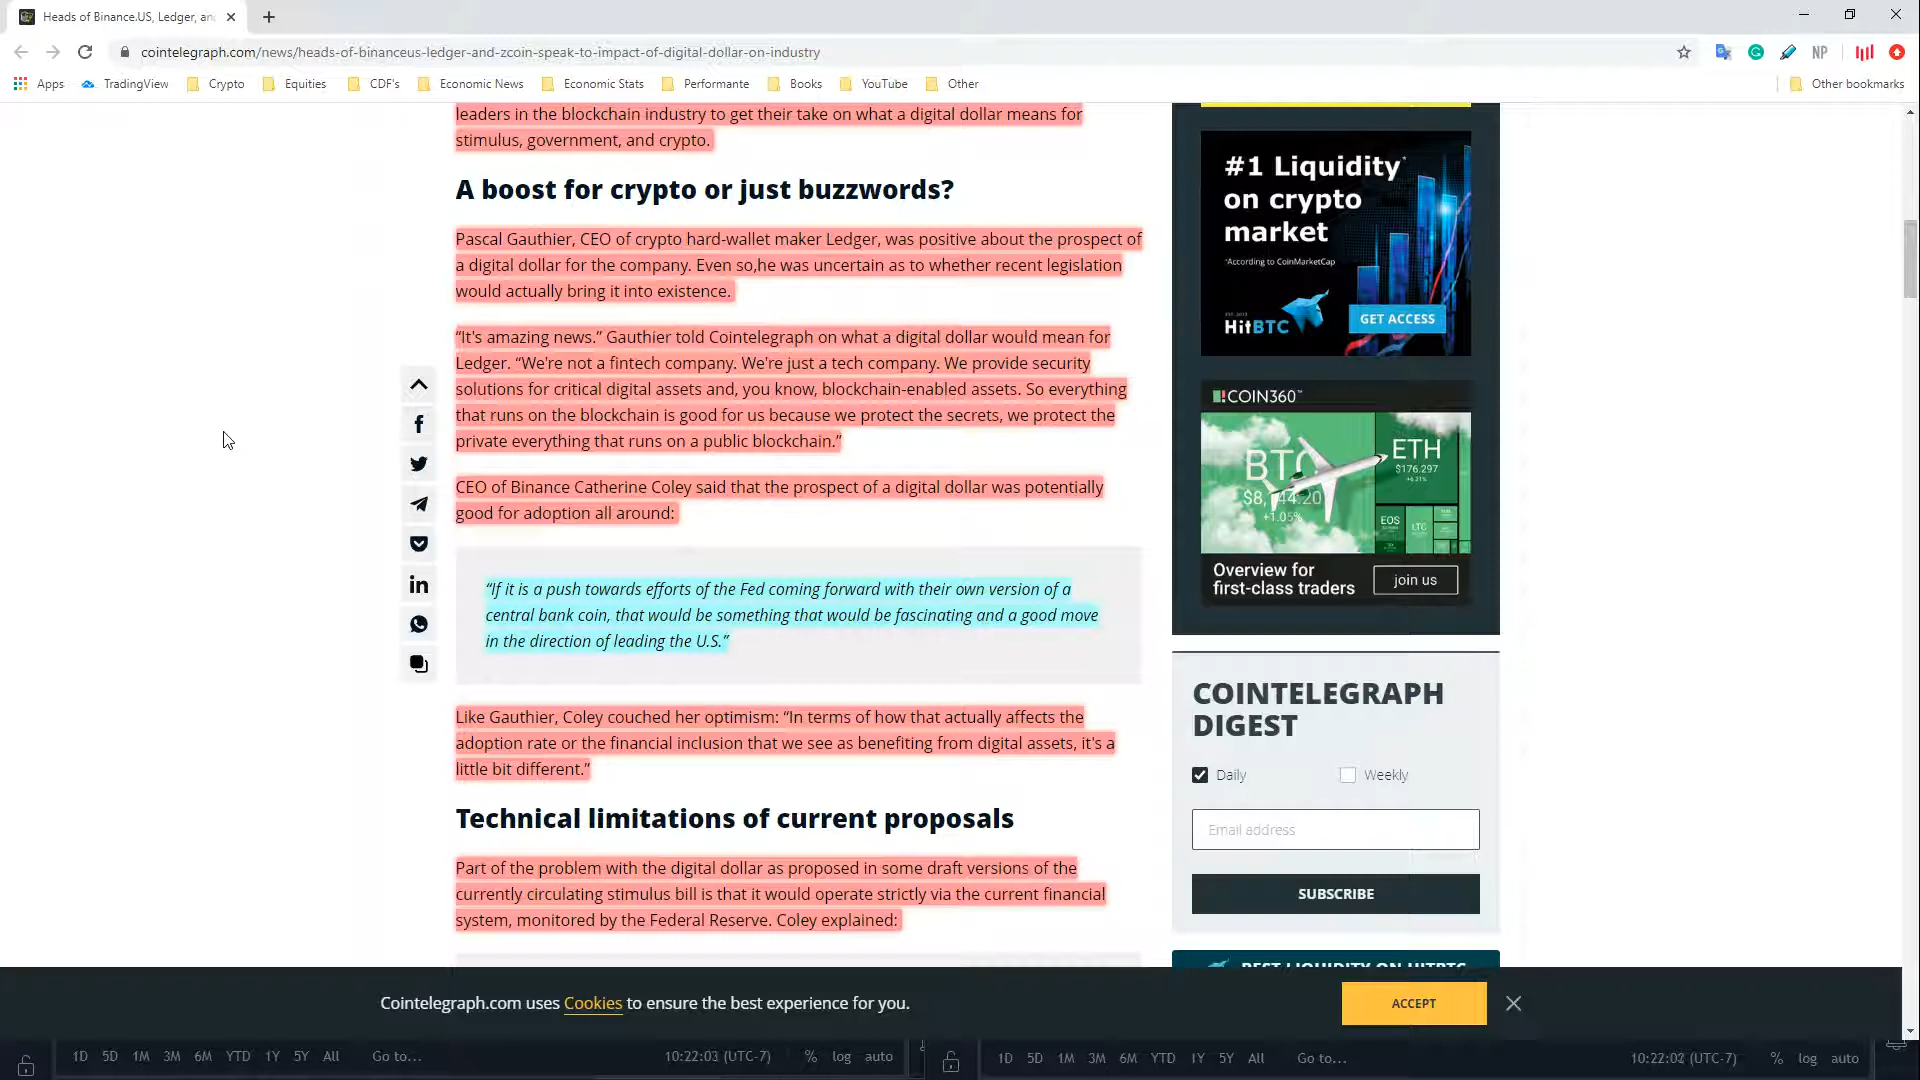 Heads of Binance.US, Ledger, an
cointelegraph.com/news/heads-of-binanceus-ledger-and-zcoin-speak-to-impact-of-digital-dollar-on-industry
NP
Apps
TradingView
Crypto
Equities
CDF's
Economic News
Economic Stats
Performante
Books
YouTube
Other
Other bookmarks
leaders in the blockchain industry to get their take on what a digital dollar means for
stimulus, government, and crypto.
A boost for crypto or just buzzwords?
Pascal Gauthier, CEO of crypto hard-wallet maker Ledger, was positive about the prospect of
a digital dollar for the company. Even so,he was uncertain as to whether recent legislation
would actually bring it into existence.
“It's amazing news.” Gauthier told Cointelegraph on what a digital dollar would mean for
Ledger. “We're not a fintech company. We're just a tech company. We provide security
solutions for critical digital assets and, you know, blockchain-enabled assets. So everything
that runs on the blockchain is good for us because we protect the secrets, we protect the
private everything that runs on a public blockchain.”
CEO of Binance Catherine Coley said that the prospect of a digital dollar was potentially
good for adoption all around:
“If it is a push towards efforts of the Fed coming forward with their own version of a
central bank coin, that would be something that would be fascinating and a good move
in the direction of leading the U.S.”
Like Gauthier, Coley couched her optimism: “In terms of how that actually affects the
adoption rate or the financial inclusion that we see as benefiting from digital assets, it's a
little bit different.”
Technical limitations of current proposals
Part of the problem with the digital dollar as proposed in some draft versions of the
currently circulating stimulus bill is that it would operate strictly via the current financial
system, monitored by the Federal Reserve. Coley explained:
#1 Liquidity*
on crypto
market
*According to CoinMarketCap
HitBTC
GET ACCESS
COIN360™
BTC
ETH
$176.297
+1.05%
EOS
LTC
Overview for
first-class traders
join us
COINTELEGRAPH
DIGEST
Daily
Weekly
Email address
SUBSCRIBE
BEST LIQUIDITY ON HITBTC
Cointelegraph.com uses Cookies to ensure the best experience for you.
ACCEPT
1D 5D 1M 3M 6M YTD 1Y 5Y All Go to... 10:22:03 (UTC-7) % log auto
1D 5D 1M 3M 6M YTD 1Y 5Y All Go to... 10:22:02 (UTC-7) % log auto